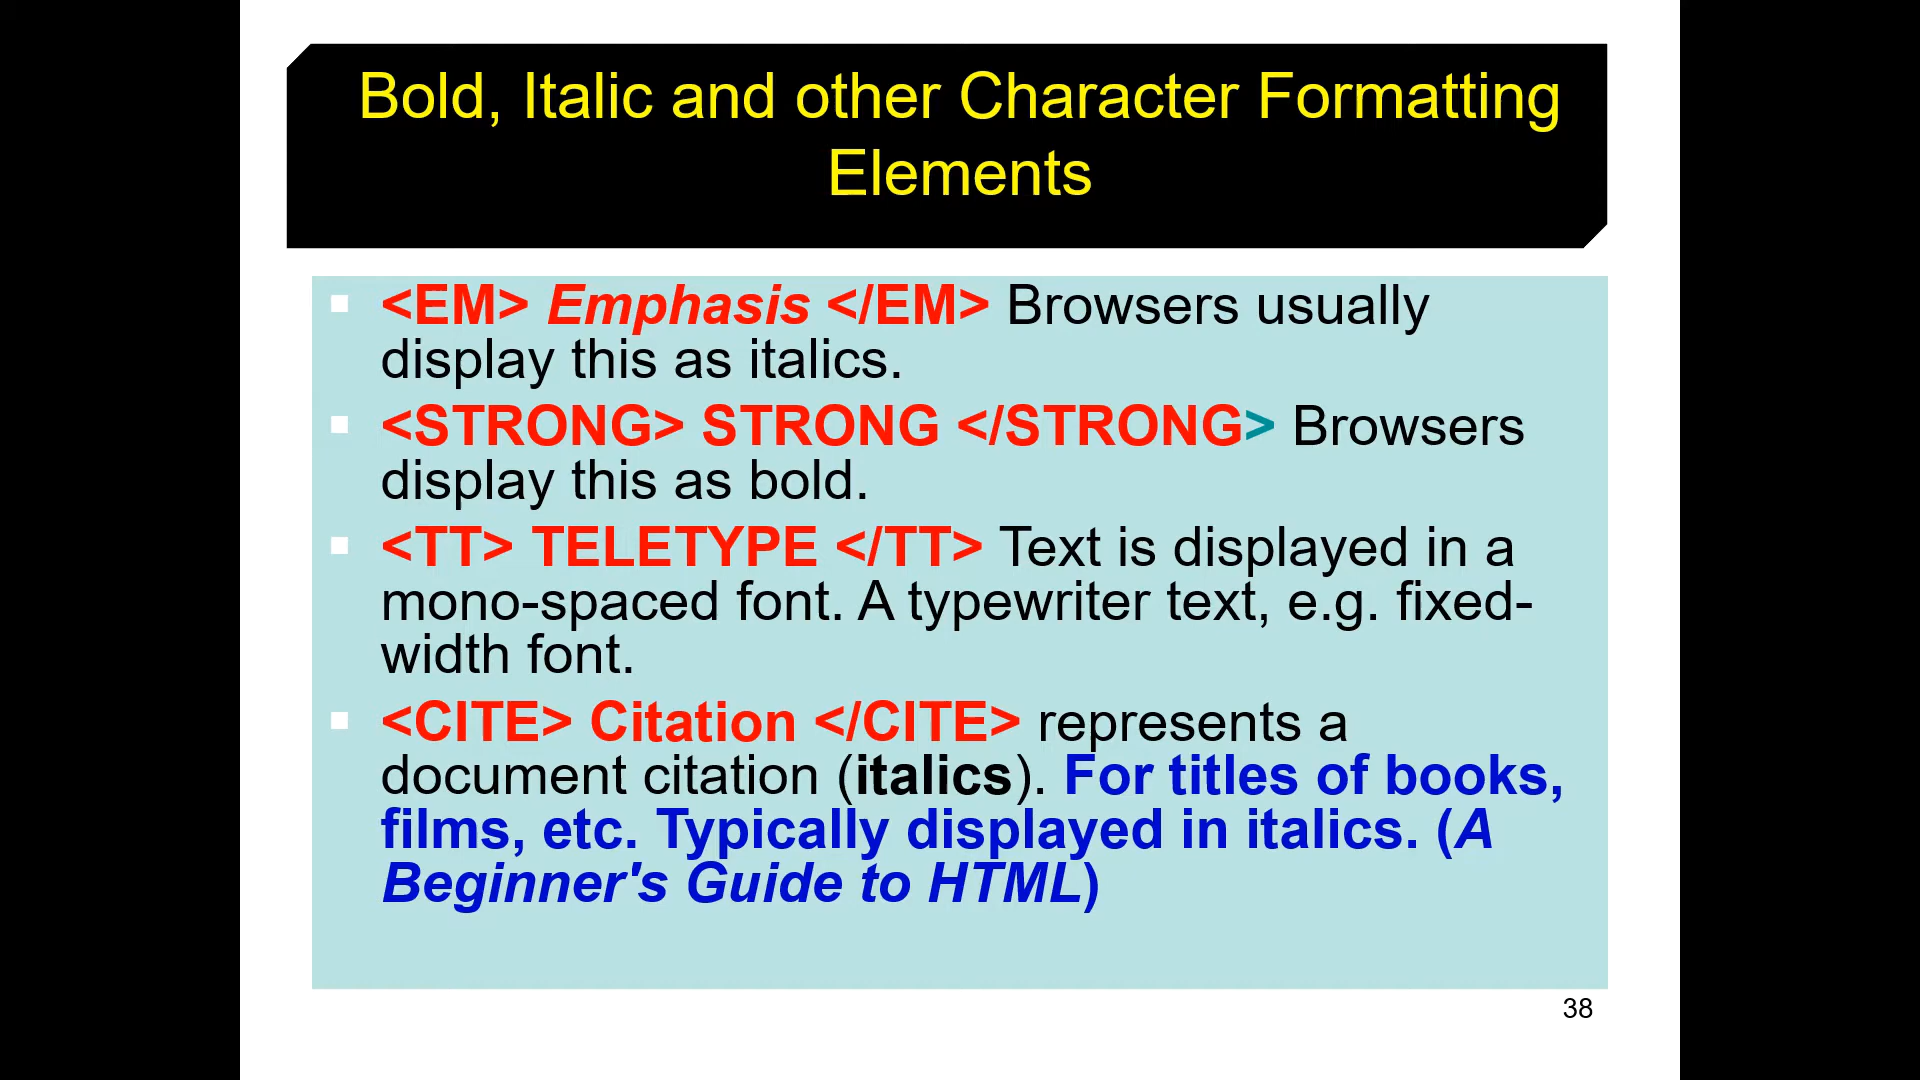 Bold, Italic and other Character Formatting
Elements
<EM> Emphasis </EM> Browsers usually
display this as italics.
<STRONG> STRONG </STRONG> Browsers
display this as bold.
<TT> TELETYPE </TT> Text is displayed in a
mono-spaced font. A typewriter text, e.g. fixed-
width font.
<CITE> Citation </CITE> represents a
document citation (italics). For titles of books,
films, etc. Typically displayed in italics. (A
Beginner's Guide to HTML)
38